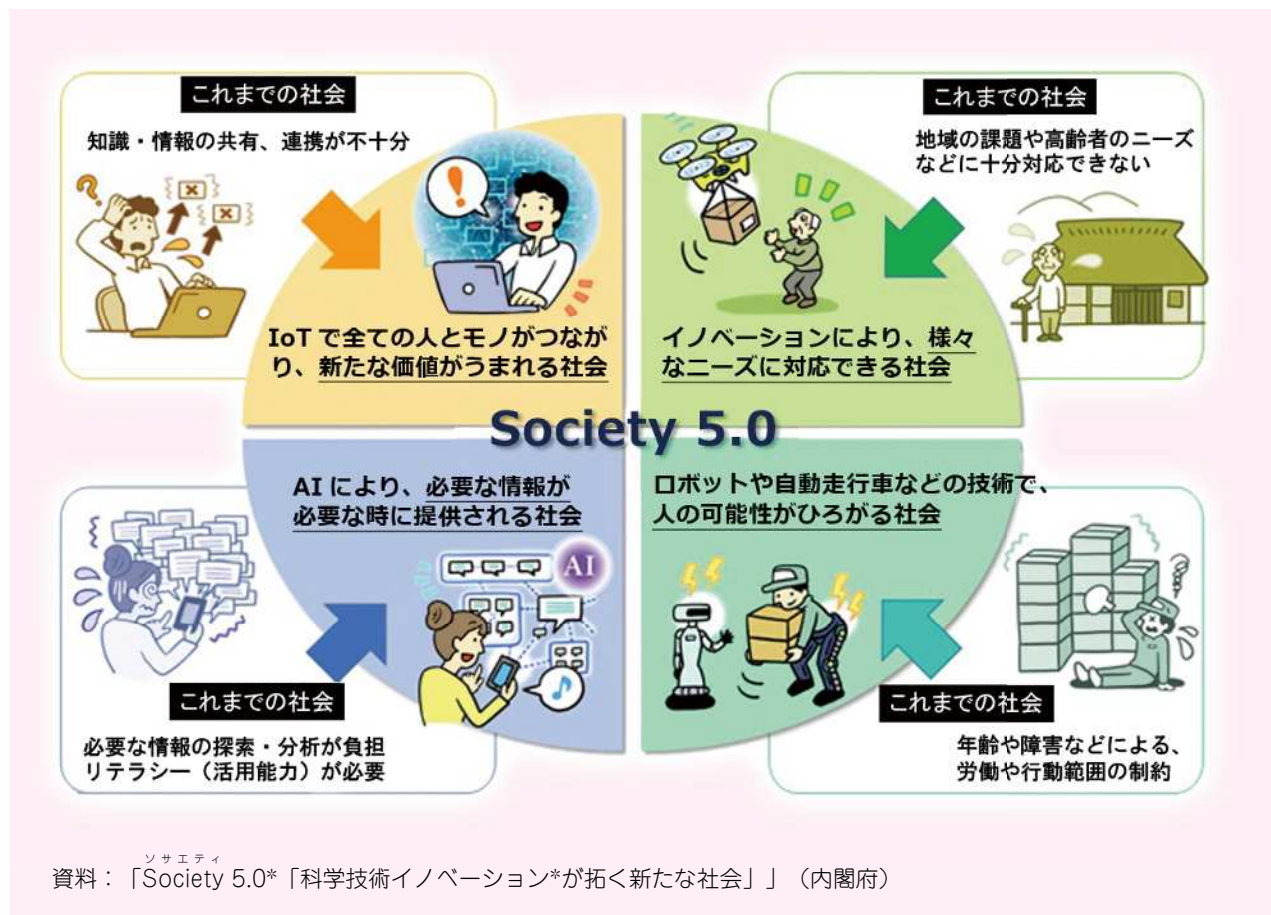 これまでの社会
知識・情報の共有、連携が不十分
IoTで全ての人とモノがつなが
り、新たな価値がうまれる社会
これまでの社会
地域の課題や高齢者のニーズ
などに十分対応できない
イノベーションにより、様々
なニーズに対応できる社会
Society 5.0
AIにより、必要な情報が
必要な時に提供される社会
AI
これまでの社会
必要な情報の探索・分析が負担
リテラシー（活用能力）が必要
ロボットや自動走行車などの技術で、
人の可能性がひろがる社会
これまでの社会
年齢や障害などによる、
労働や行動範囲の制約
ソサエティ
資料：「Society 5.0*「科学技術イノベーション*が拓く新たな社会」」（内閣府）